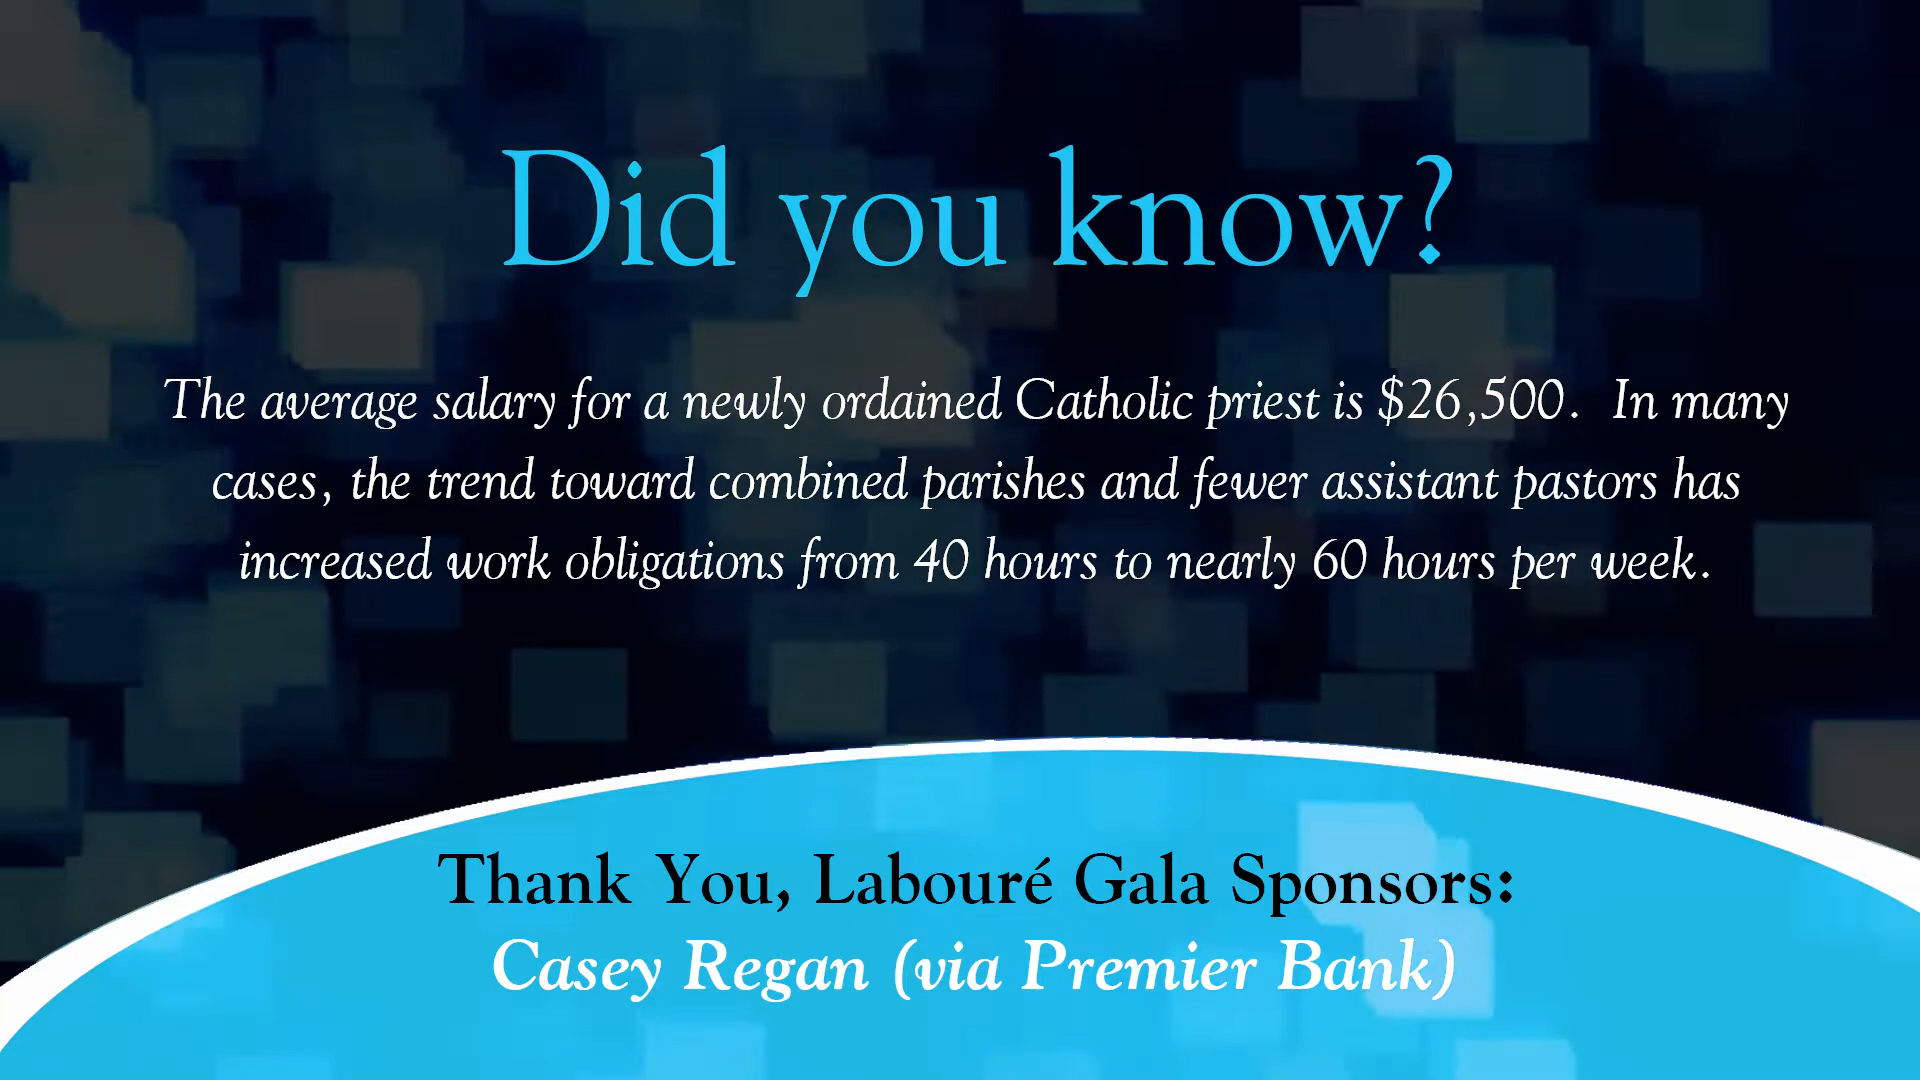 Did you know?
The average salary for a newly ordained Catholic priest is $26,500.  In many
cases, the trend toward combined parishes and fewer assistant pastors has
increased work obligations from 40 hours to nearly 60 hours per week.
Thank You, Labouré Gala Sponsors:
Casey Regan (via Premier Bank)